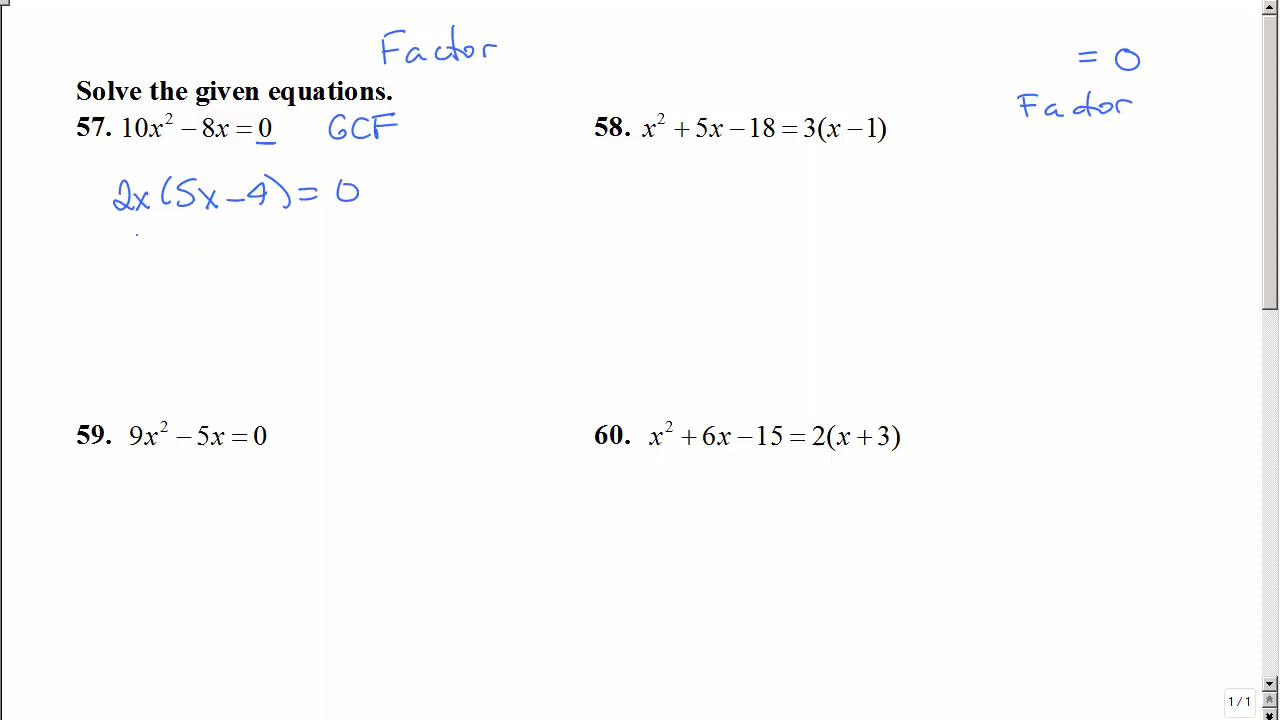 Factor
= 0
Solve the given equations.
Factor
57. 10x² − 8x = 0 GCF
58. x² + 5x − 18 = 3(x − 1)
2x(5x − 4) = 0
59. 9x² − 5x = 0
60. x² + 6x − 15 = 2(x + 3)
1/1